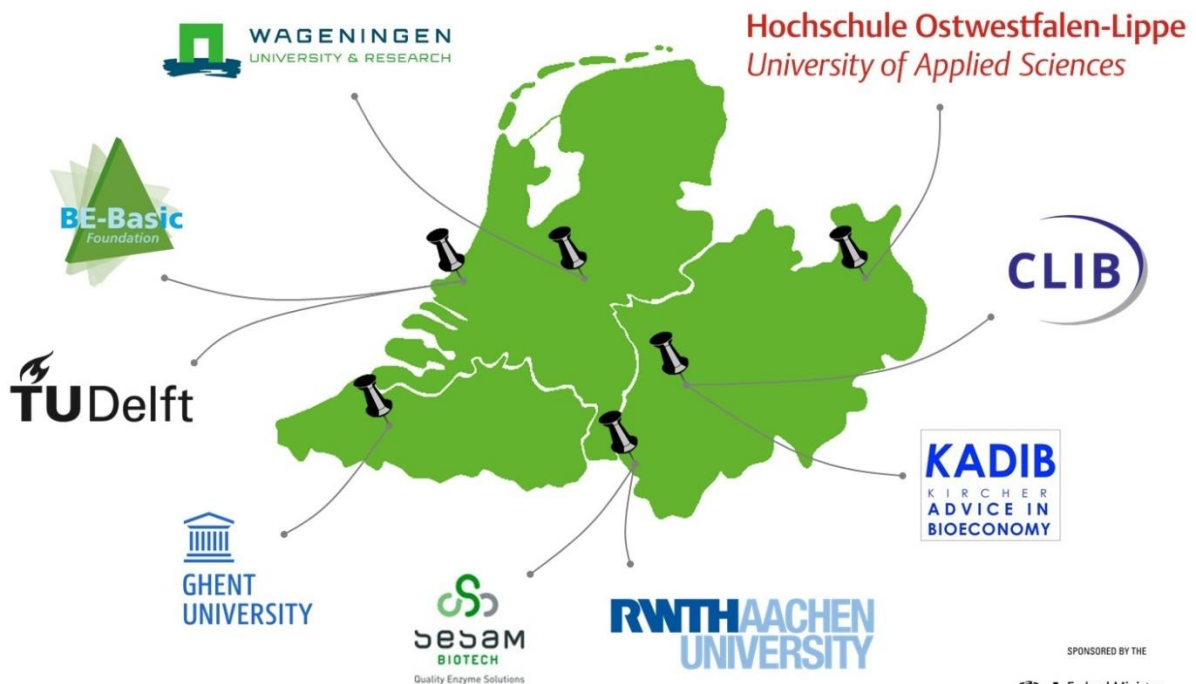 WAGENINGEN
UNIVERSITY & RESEARCH
Hochschule Ostwestfalen-Lippe
University of Applied Sciences
BE-Basic
Foundation
CLIB
TUDelft
KADIB
KIRCHER
ADVICE IN
BIOECONOMY
GHENT
UNIVERSITY
SeSaM
BIOTECH
Quality Enzyme Solutions
RWTHAACHEN
UNIVERSITY
SPONSORED BY THE